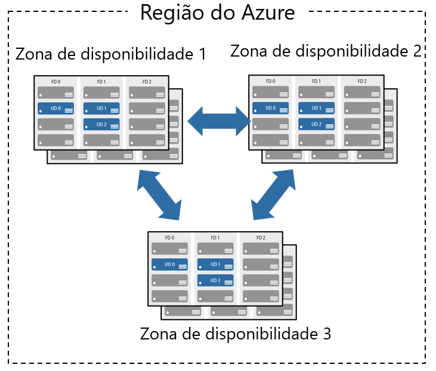 Região do Azure
Zona de disponibilidade 1
Zona de disponibilidade 2
FD 0 FD 1 FD 2
UD 0 UD 1
UD 2
FD 0 FD 1 FD 2
UD 0 UD 1
UD 2
FD 0 FD 1 FD 2
UD 0 UD 1
UD 2
Zona de disponibilidade 3